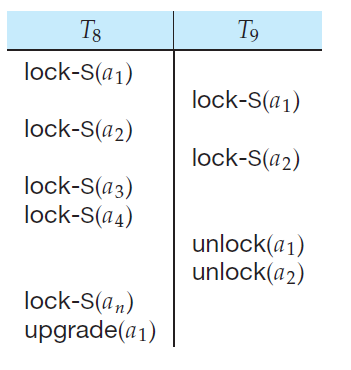 T₈ T₉
lock-S(a₁)
lock-S(a₁)
lock-S(a₂)
lock-S(a₂)
lock-S(a₃)
lock-S(a₄)
unlock(a₁)
unlock(a₂)
lock-S(aₙ)
upgrade(a₁)